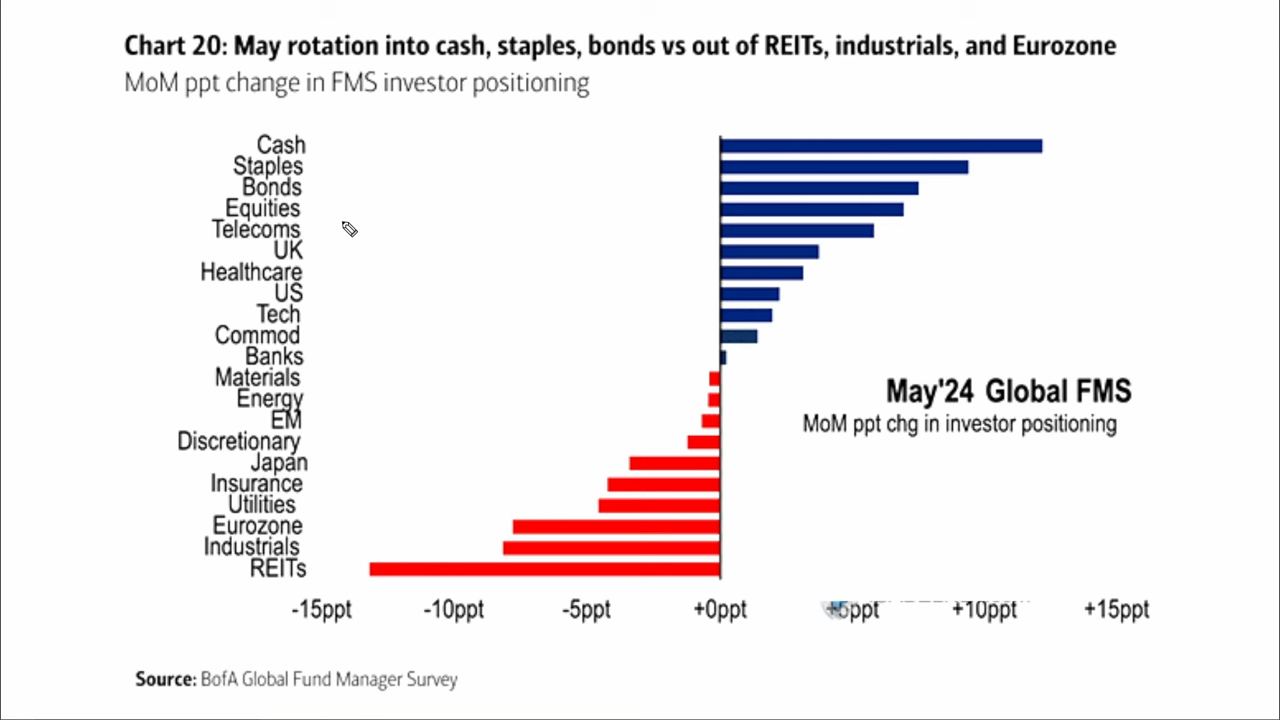 Chart 20: May rotation into cash, staples, bonds vs out of REITs, industrials, and Eurozone
MoM ppt change in FMS investor positioning
Cash
Staples
Bonds
Equities
Telecoms
UK
Healthcare
US
Tech
Commod
Banks
Materials
Energy
EM
Discretionary
Japan
Insurance
Utilities
Eurozone
Industrials
REITs
May'24 Global FMS
MoM ppt chg in investor positioning
-15ppt -10ppt -5ppt +0ppt +5ppt +10ppt +15ppt
Source: BofA Global Fund Manager Survey